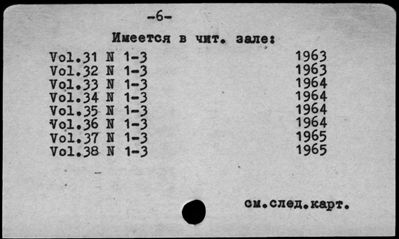 -6-
Имеется в чит. зале:
Vol.31 N 1-3 1963
Vol.32 N 1-3 1963
Vol.33 N 1-3 1964
Vol.34 N 1-3 1964
Vol.35 N 1-3 1964
Vol.36 N 1-3 1964
Vol.37 N 1-3 1965
Vol.38 N 1-3 1965
см.след.карт.